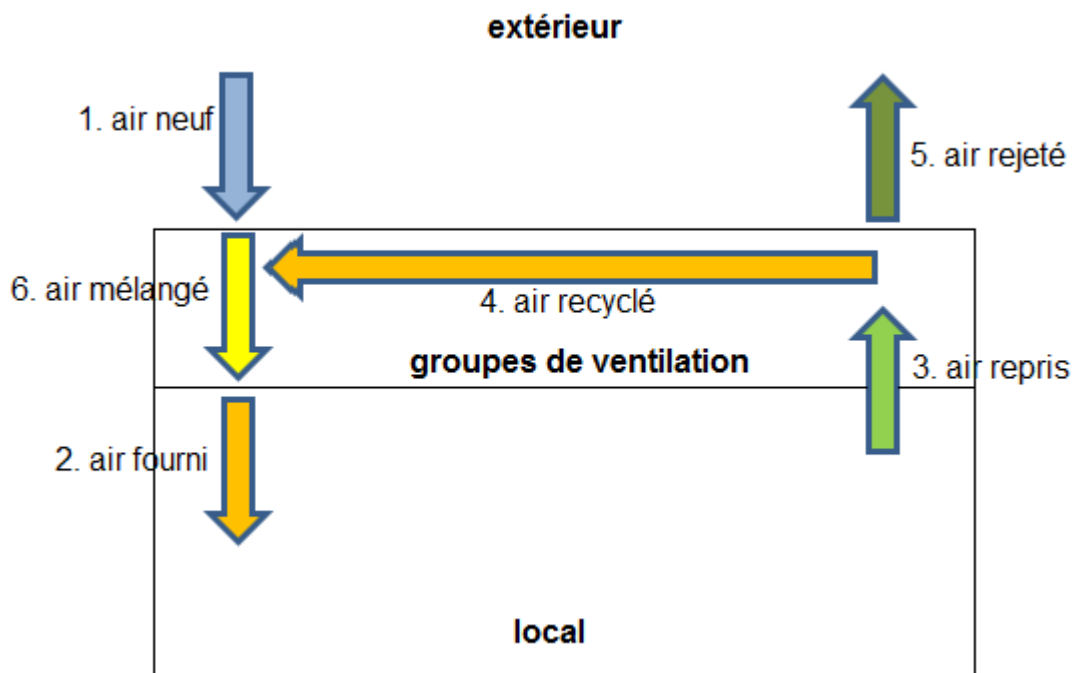 extérieur
1. air neuf
5. air rejeté
6. air mélangé
4. air recyclé
groupes de ventilation
3. air repris
2. air fourni
local